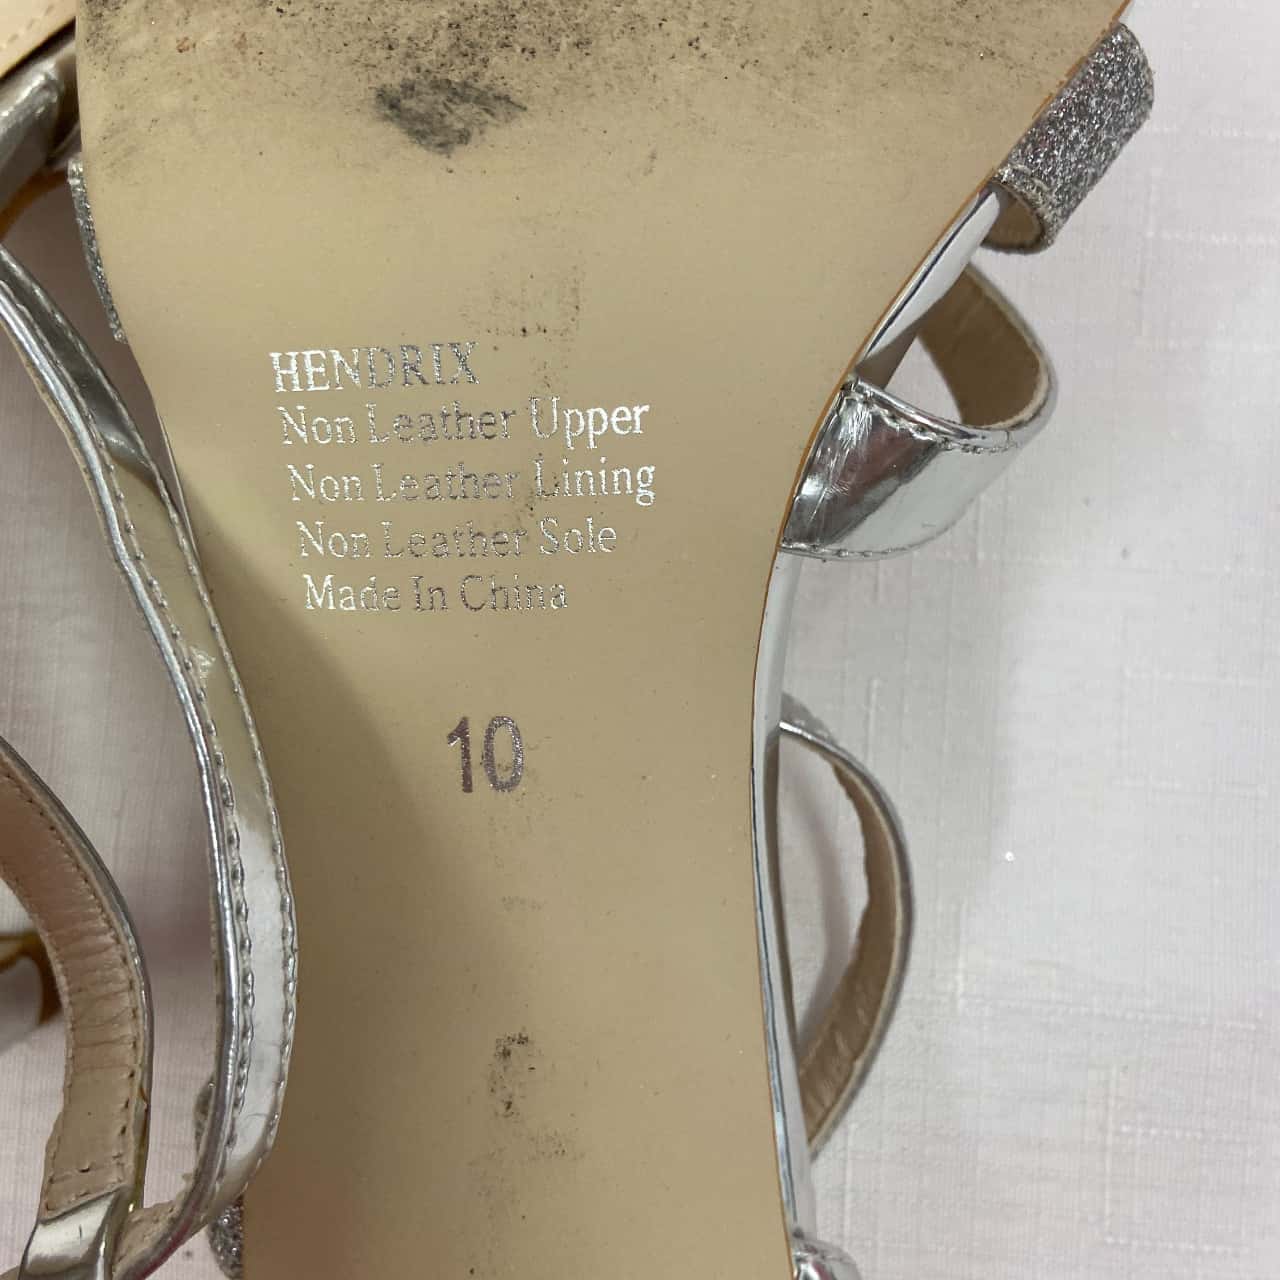 HENDRIX
Non Leather Upper
Non Leather Lining
Non Leather Sole
Made In China
10